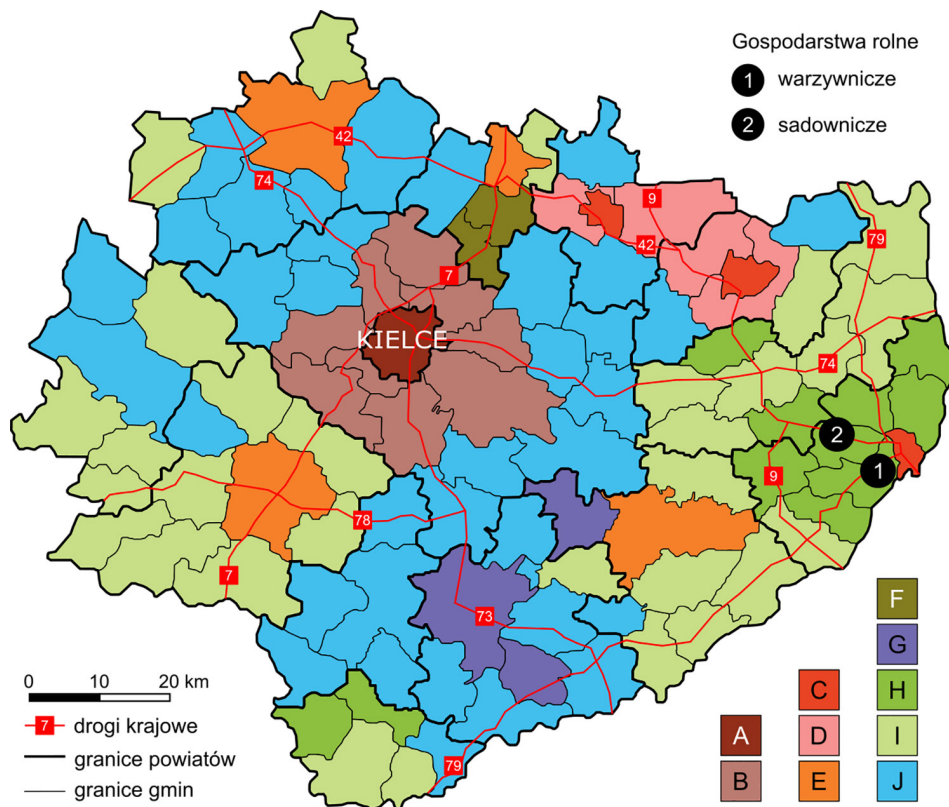 Gospodarstwa rolne
1 warzywnicze
2 sadownicze
42
74
9
79
42
7
KIELCE
74
2
1
9
78
7
73
79
F
G
C H
A D I
B E J
0 10 20 km
7 drogi krajowe
granice powiatów
granice gmin